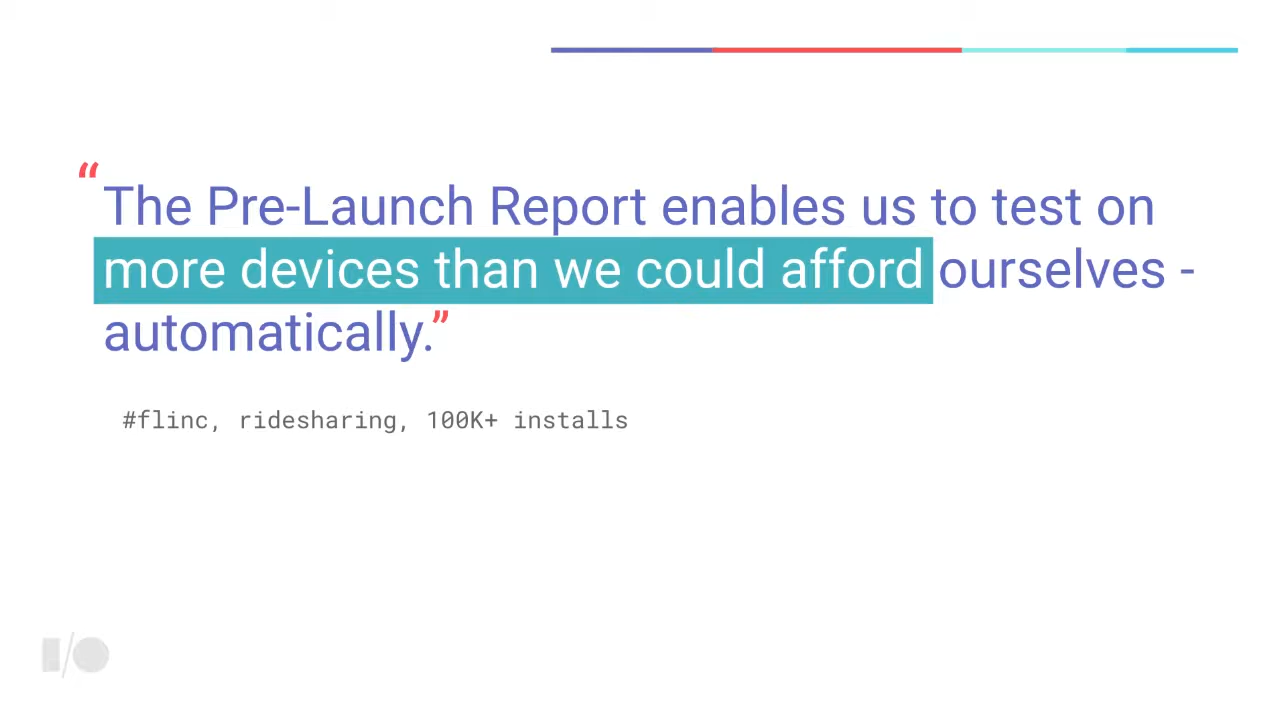 “The Pre-Launch Report enables us to test on
more devices than we could afford ourselves -
automatically.”
#flinc, ridesharing, 100K+ installs
I/O